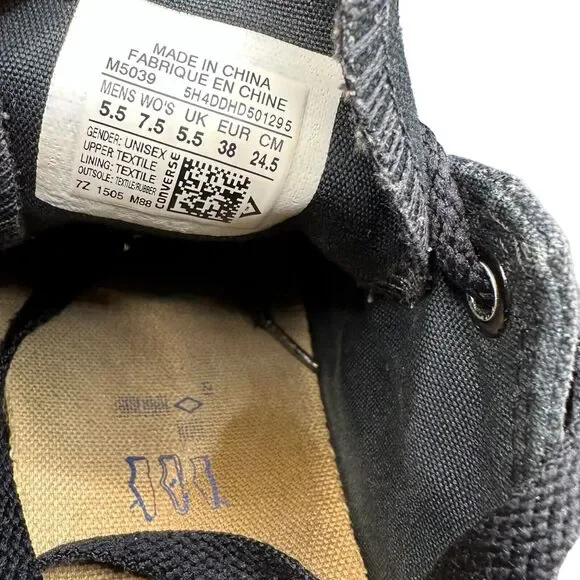 MADE IN CHINA
FABRIQUE EN CHINE
M5039 5H4DDHD501295
MENS WO'S UK EUR CM
5.5 7.5 5.5 38 24.5
GENDER: UNISEX
UPPER: TEXTILE
LINING: TEXTILE
OUTSOLE: TEXTILE/RUBBER
7Z 1505 M88
CONVERSE